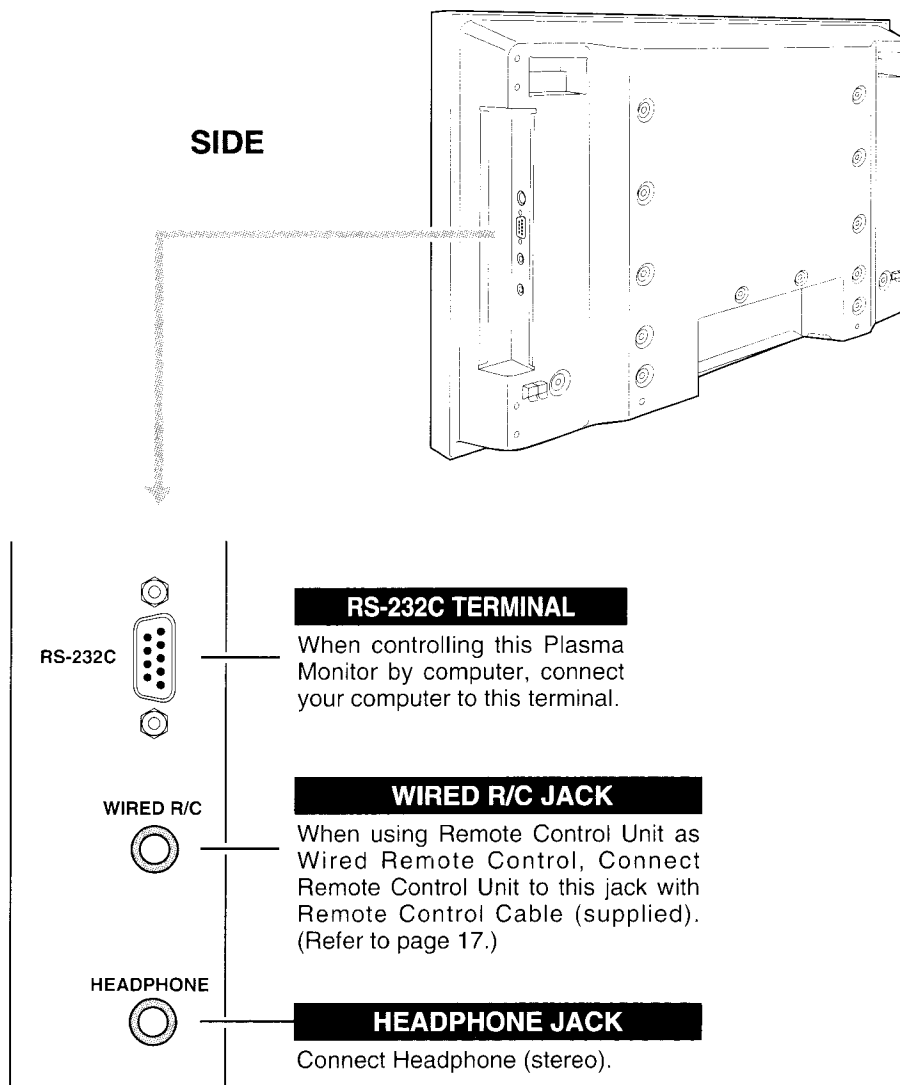 SIDE
RS-232C
RS-232C TERMINAL
When controlling this Plasma
Monitor by computer, connect
your computer to this terminal.
WIRED R/C
WIRED R/C JACK
When using Remote Control Unit as
Wired Remote Control, Connect
Remote Control Unit to this jack with
Remote Control Cable (supplied).
(Refer to page 17.)
HEADPHONE
HEADPHONE JACK
Connect Headphone (stereo).